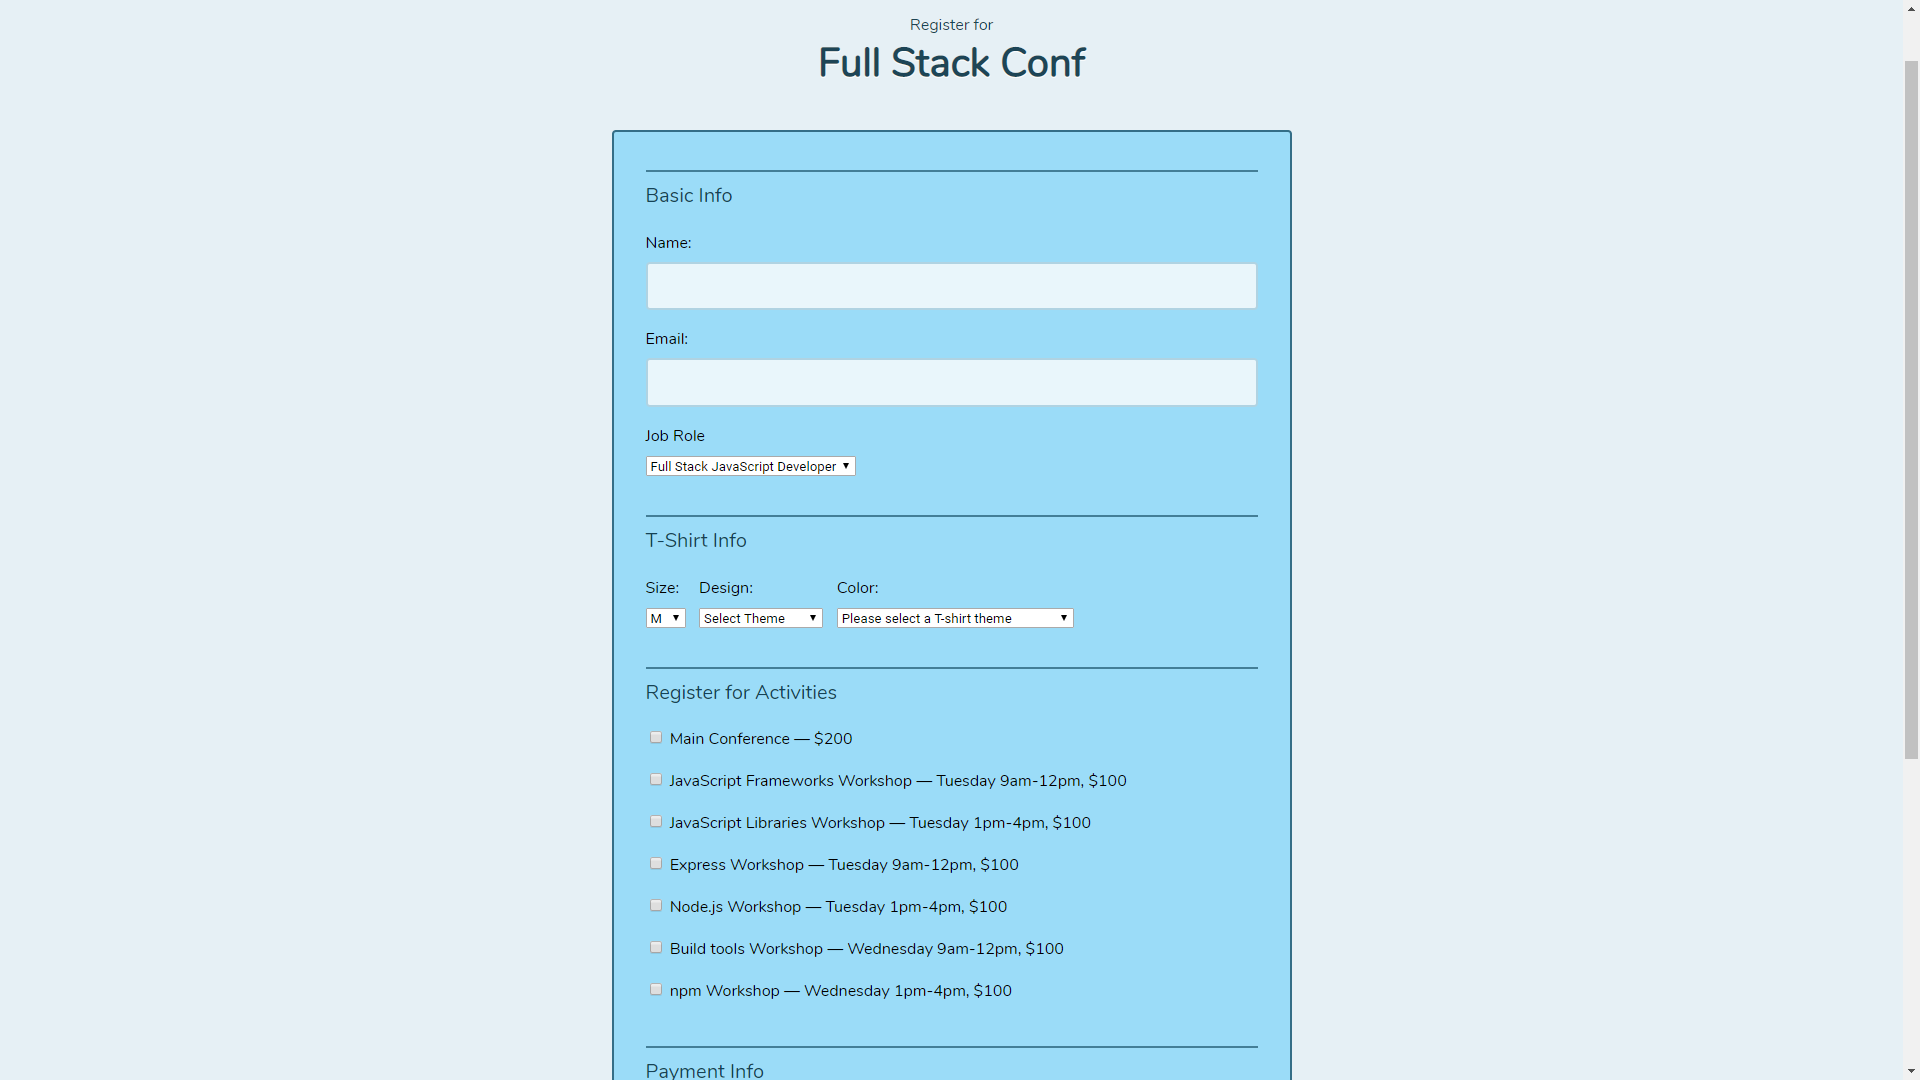 Register for
Full Stack Conf
Basic Info
Name:
Email:
Job Role
Full Stack JavaScript Developer
T-Shirt Info
Size: Design: Color:
M Select Theme Please select a T-shirt theme
Register for Activities
Main Conference — $200
JavaScript Frameworks Workshop — Tuesday 9am-12pm, $100
JavaScript Libraries Workshop — Tuesday 1pm-4pm, $100
Express Workshop — Tuesday 9am-12pm, $100
Node.js Workshop — Tuesday 1pm-4pm, $100
Build tools Workshop — Wednesday 9am-12pm, $100
npm Workshop — Wednesday 1pm-4pm, $100
Payment Info